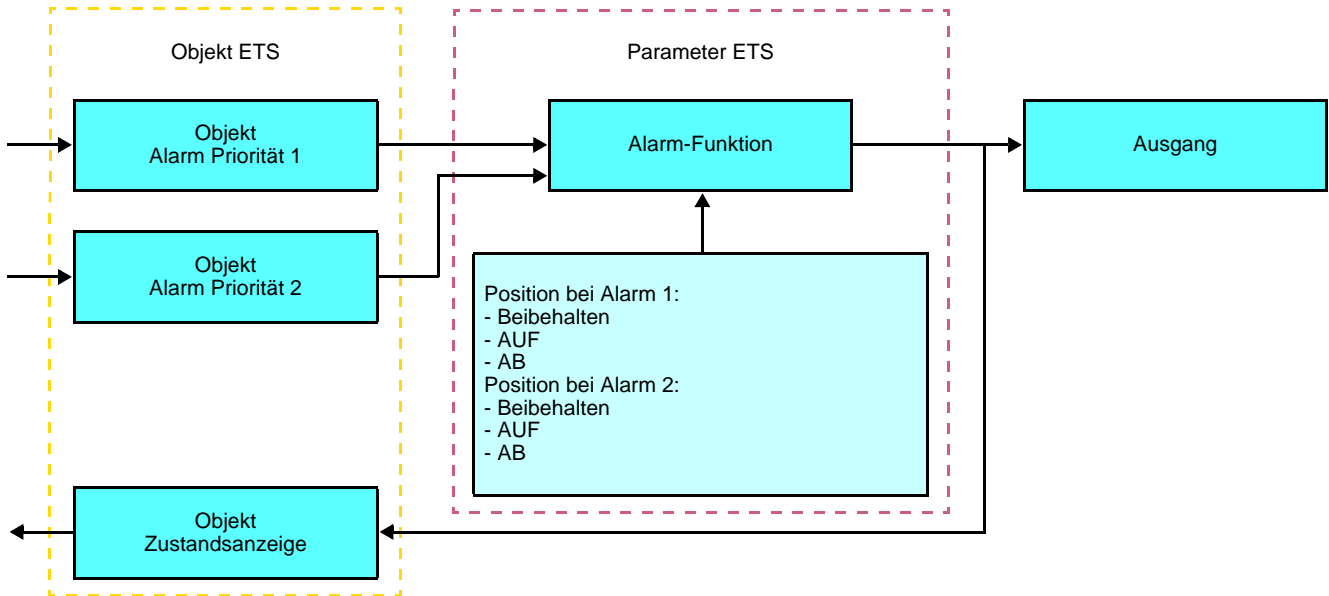 Objekt ETS
Parameter ETS
Objekt
Alarm Priorität 1
Alarm-Funktion
Ausgang
Objekt
Alarm Priorität 2
Position bei Alarm 1:
- Beibehalten
- AUF
- AB
Position bei Alarm 2:
- Beibehalten
- AUF
- AB
Objekt
Zustandsanzeige